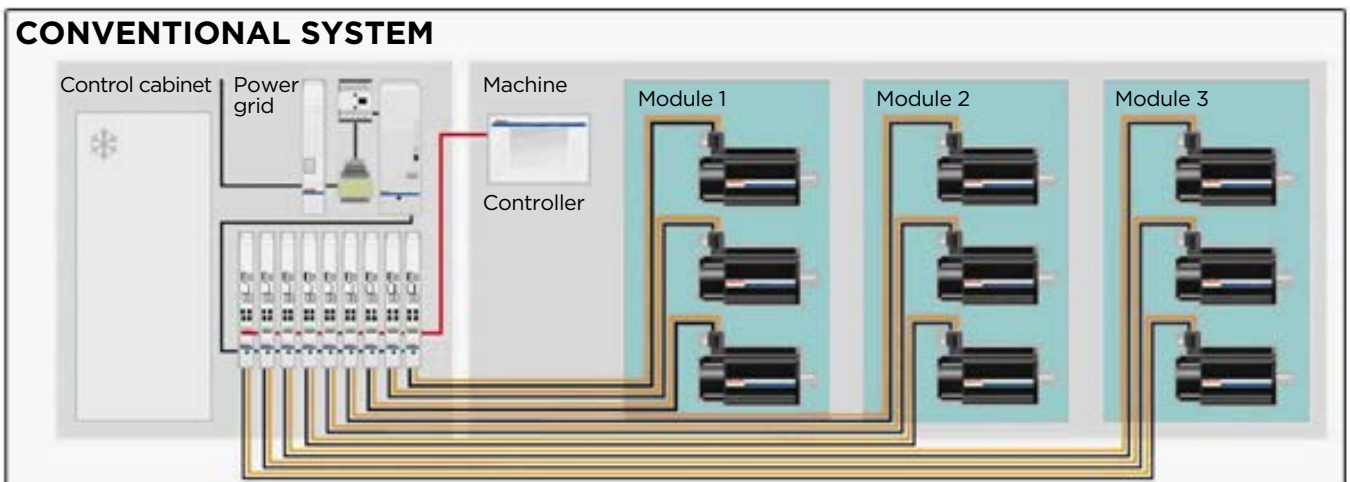 CONVENTIONAL SYSTEM
Control cabinet
Power
grid
Machine
Controller
Module 1
Module 2
Module 3